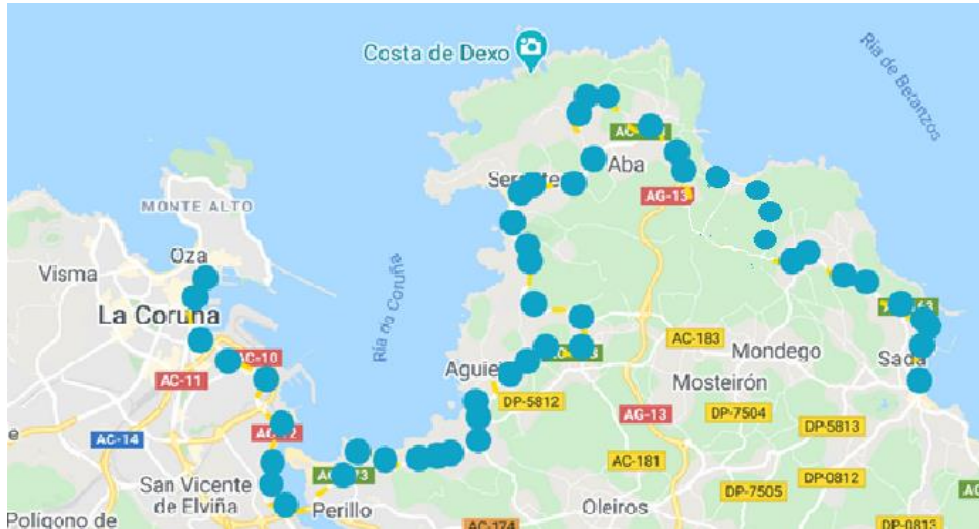 Costa de Dexo
Ría de Betanzos
Aba
MONTE ALTO
AG-13
Oza
Visma
La Coruña
Ría de Coruña
AC-10
AC-183
Mondego
Sada
AC-11
Mosteirón
DP-5812
AG-13
DP-7504
DP-5813
AC-14
AC-181
DP-0812
San Vicente
de Elviña
DP-7505
Perillo
Oleiros
Polígono de
AC-174
DP-0813